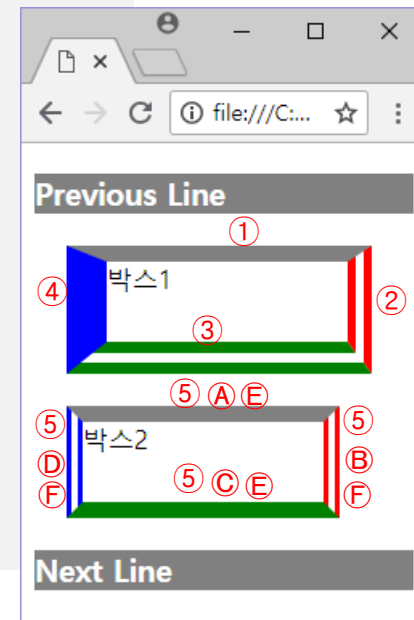 file:///C:...
Previous Line
①
박스1
④
②
③
⑤ Ⓐ Ⓔ
⑤ ⑤
박스2
Ⓓ Ⓑ
⑤ Ⓒ Ⓔ
Ⓕ Ⓕ
Next Line